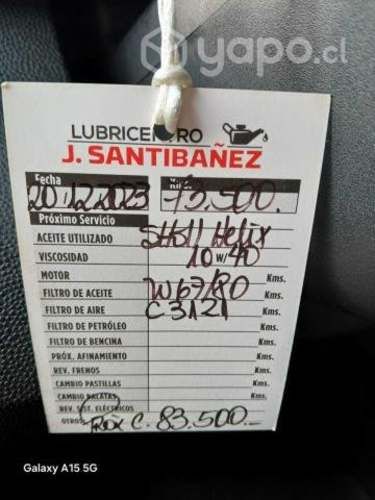 yapo.cl
LUBRICENTRO
J. SANTIBAÑEZ
Fecha Kms.
20.12.2023 73.500.
Próximo Servicio
ACEITE UTILIZADO Shell Helix
VISCOSIDAD 10 W/ 40
MOTOR Kms.
FILTRO DE ACEITE W67/80 Kms.
FILTRO DE AIRE C3121 Kms.
FILTRO DE PETRÓLEO Kms.
FILTRO DE BENCINA Kms.
PRÓX. AFINAMIENTO Kms.
REV. FRENOS Kms.
CAMBIO PASTILLAS Kms.
CAMBIO BALATAS Kms.
REV. SIST. ELÉCTRICOS Kms.
OTROS Prox C. 83.500.-
Galaxy A15 5G